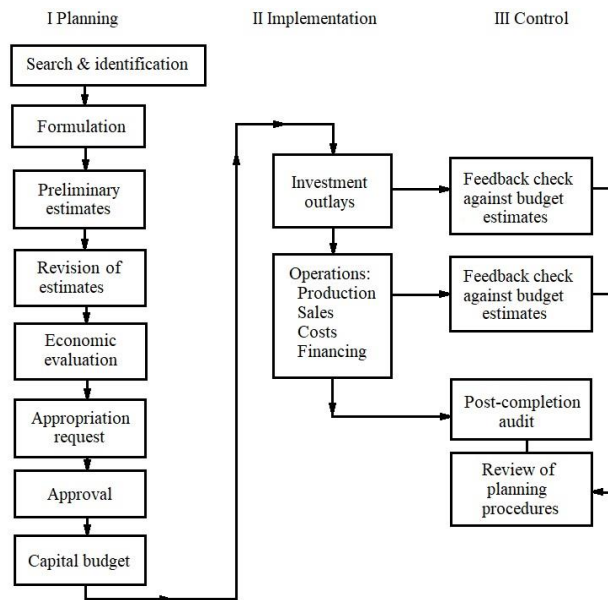 I Planning
II Implementation
III Control
Search & identification
Formulation
Preliminary
estimates
Revision of
estimates
Economic
evaluation
Appropriation
request
Approval
Capital budget
Investment
outlays
Operations:
Production
Sales
Costs
Financing
Feedback check
against budget
estimates
Feedback check
against budget
estimates
Post-completion
audit
Review of
planning
procedures